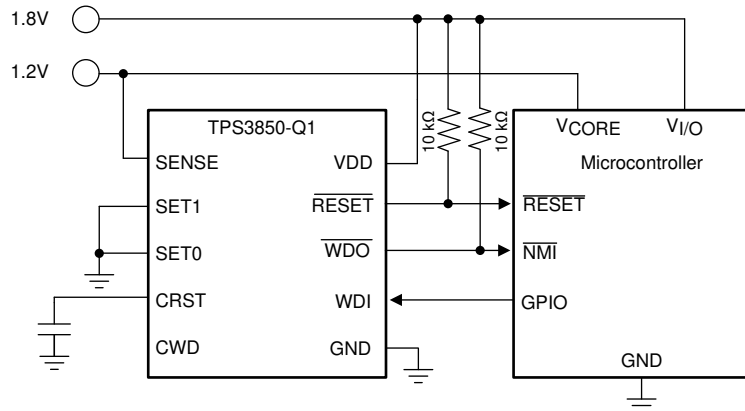 1.8V
1.2V
TPS3850-Q1
SENSE
VDD
SET1
RESET
SET0
WDO
CRST
WDI
CWD
GND
10 kΩ
10 kΩ
VCORE
VI/O
Microcontroller
RESET
NMI
GPIO
GND